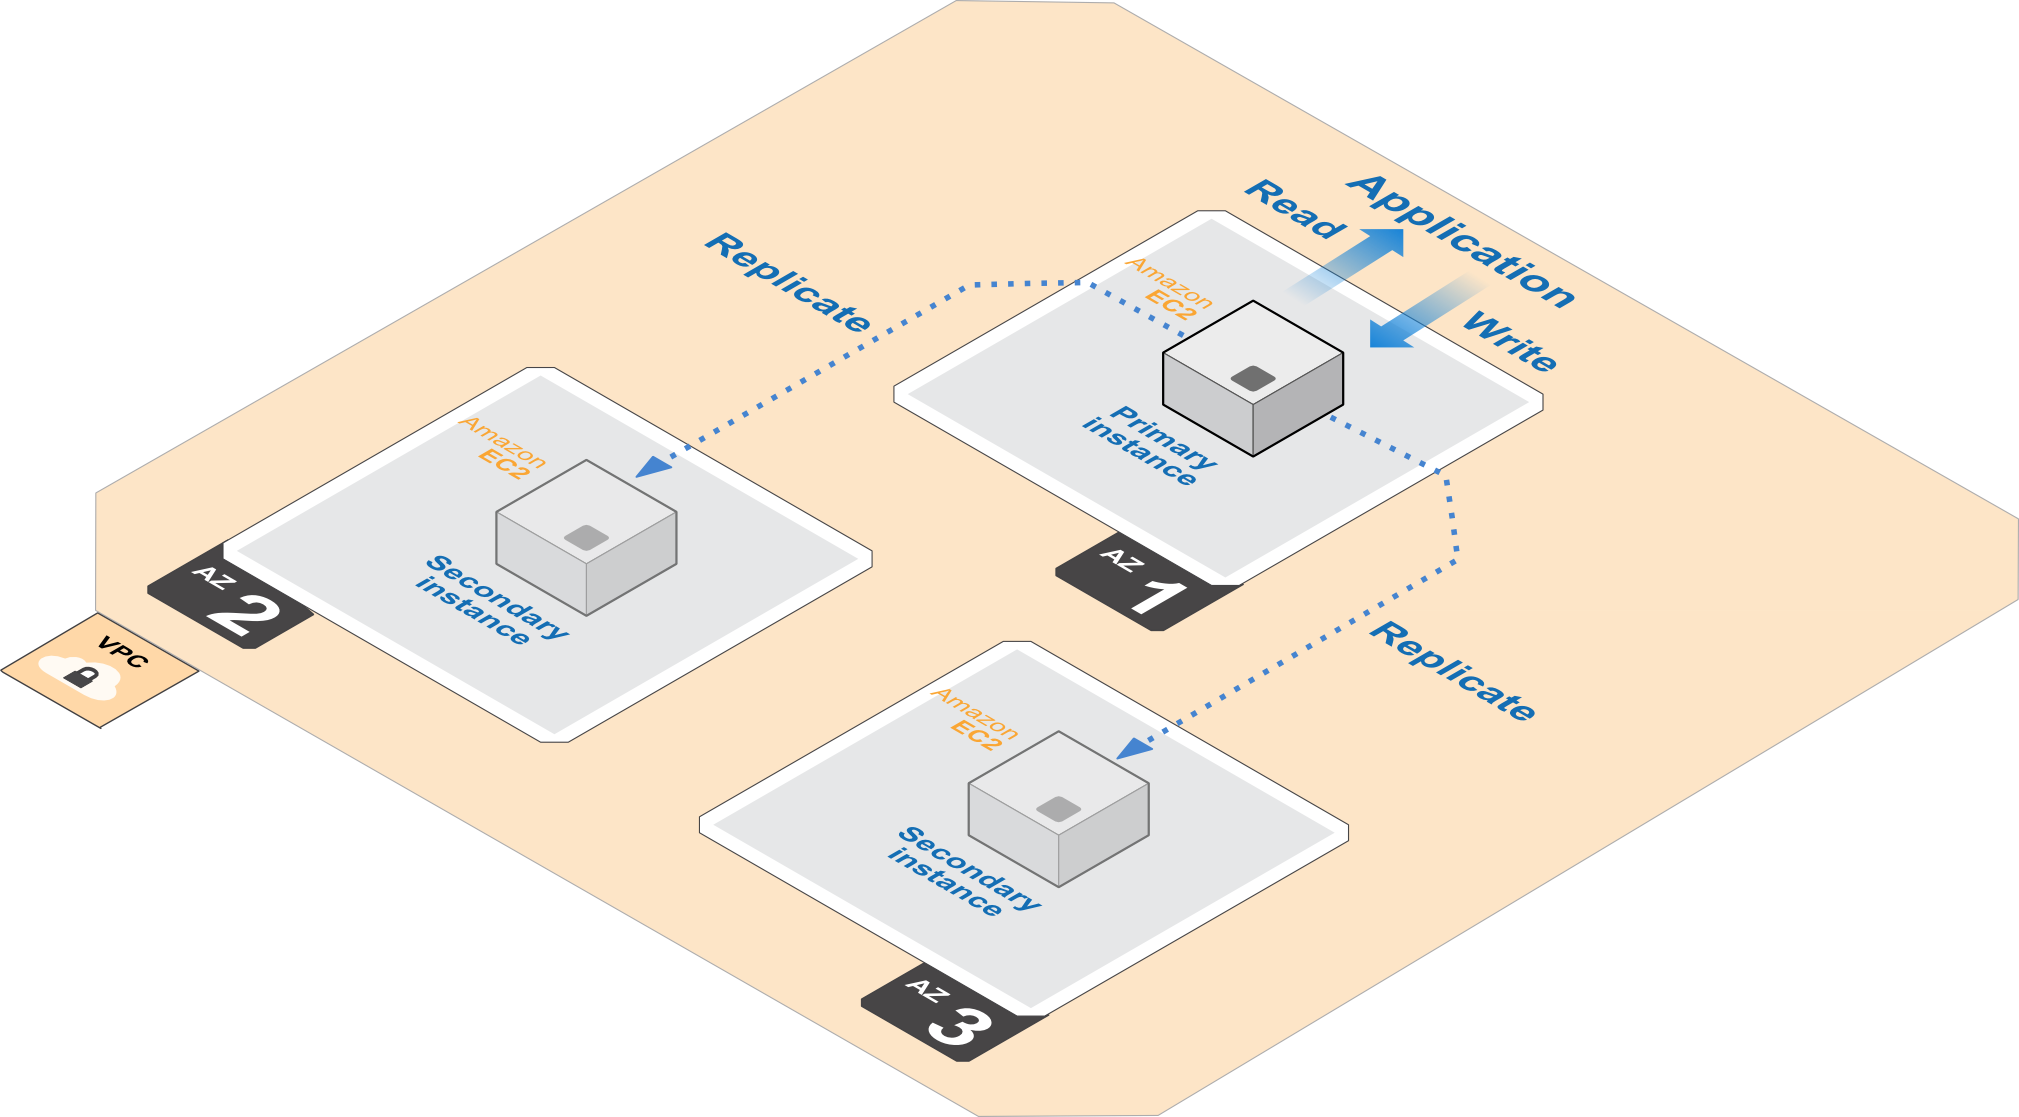 Application
Read
Write
Replicate
Amazon
EC2
Primary
instance
AZ 1
Amazon
EC2
Secondary
instance
AZ 2
VPC
Replicate
Amazon
EC2
Secondary
instance
AZ 3